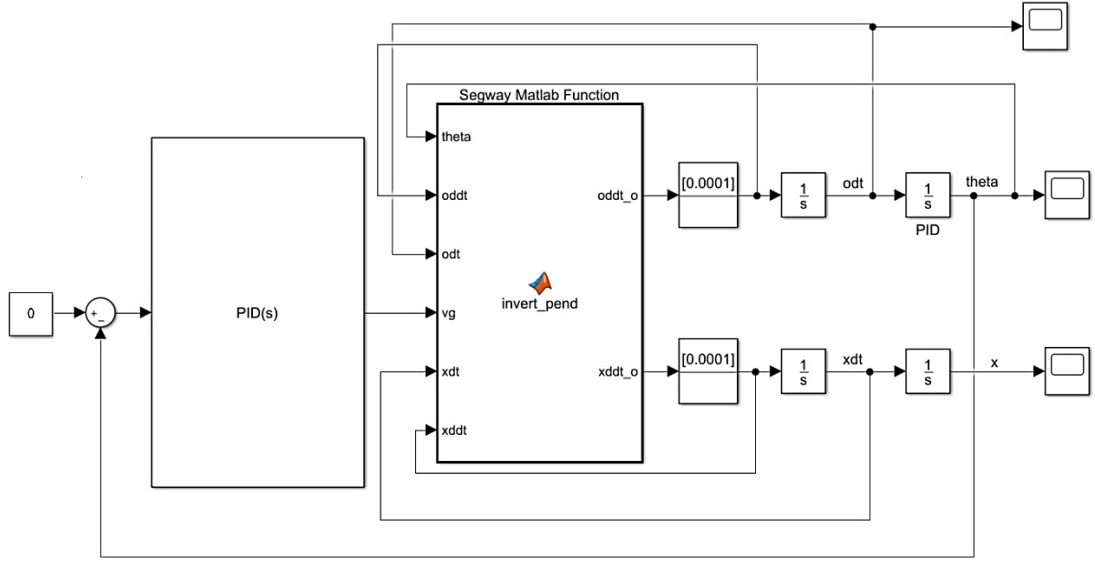 Segway Matlab Function
theta
oddt
odt
vg
xdt
xddt
invert_pend
oddt_o
xddt_o
0
+
−
PID(s)
[0.0001]
1
s
odt
1
s
PID
theta
[0.0001]
1
s
xdt
1
s
x